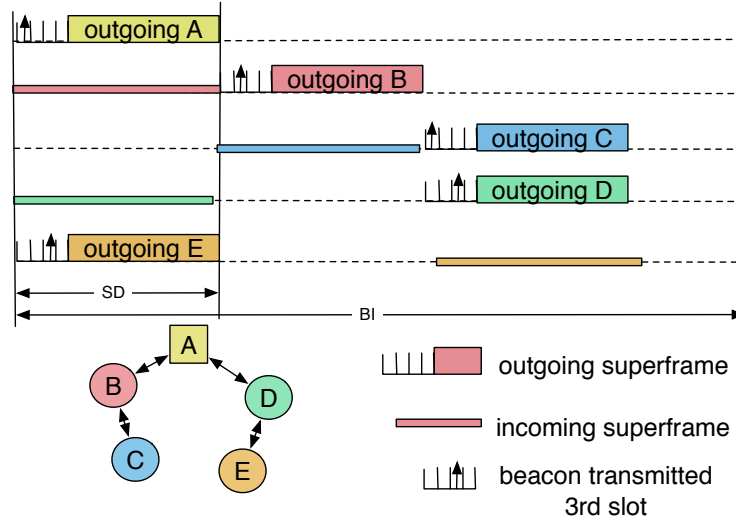 outgoing A
outgoing B
outgoing C
outgoing D
outgoing E
SD
BI
A
B
D
C
E
outgoing superframe
incoming superframe
beacon transmitted
3rd slot